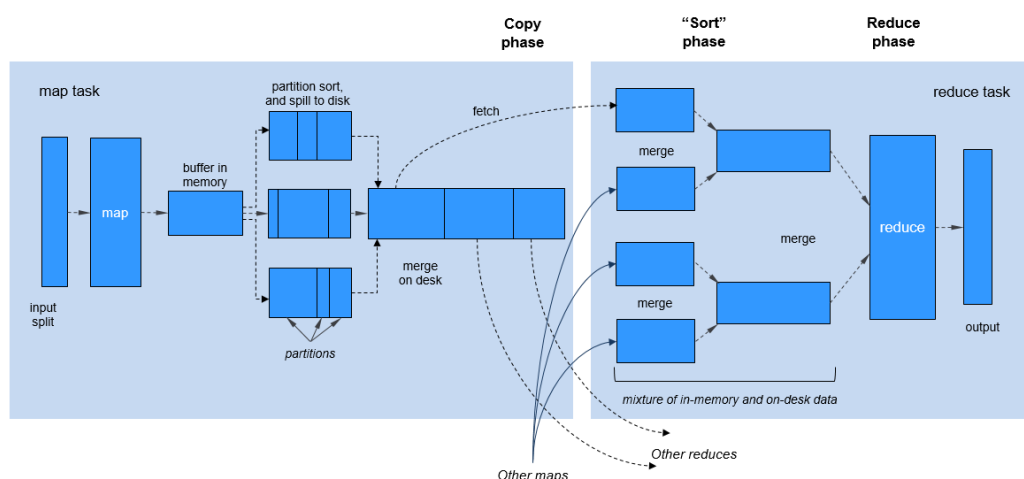 Copy
phase
“Sort”
phase
Reduce
phase
map task
partition sort,
and spill to disk
fetch
reduce task
buffer in
memory
map
merge
merge
reduce
merge
on desk
merge
input
split
output
partitions
mixture of in-memory and on-desk data
Other reduces
Other maps